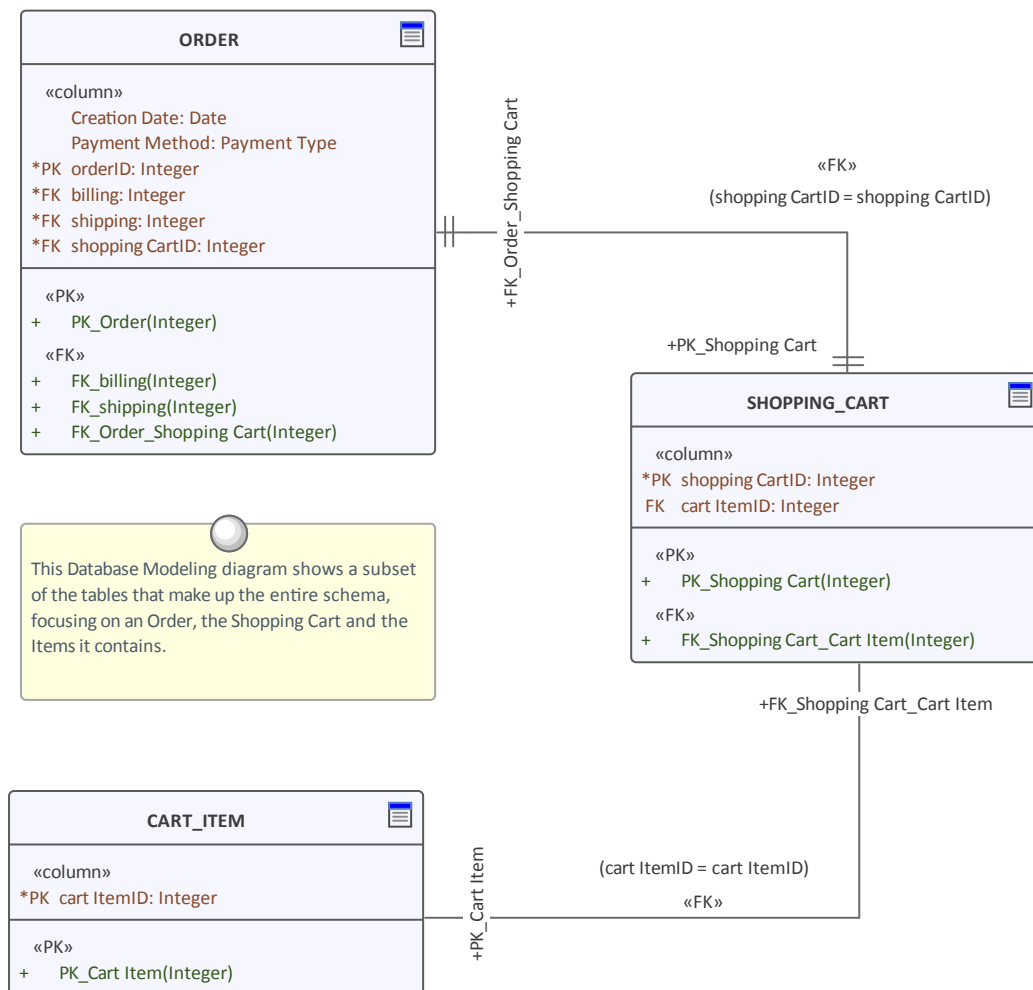 ORDER
«column»
Creation Date: Date
Payment Method: Payment Type
*PK orderID: Integer
*FK billing: Integer
*FK shipping: Integer
*FK shopping CartID: Integer
«PK»
+ PK_Order(Integer)
«FK»
+ FK_billing(Integer)
+ FK_shipping(Integer)
+ FK_Order_Shopping Cart(Integer)
+FK_Order_Shopping Cart
«FK»
(shopping CartID = shopping CartID)
+PK_Shopping Cart
SHOPPING_CART
«column»
*PK shopping CartID: Integer
FK cart ItemID: Integer
«PK»
+ PK_Shopping Cart(Integer)
«FK»
+ FK_Shopping Cart_Cart Item(Integer)
This Database Modeling diagram shows a subset
of the tables that make up the entire schema,
focusing on an Order, the Shopping Cart and the
Items it contains.
+FK_Shopping Cart_Cart Item
CART_ITEM
«column»
*PK cart ItemID: Integer
«PK»
+ PK_Cart Item(Integer)
+PK_Cart Item
(cart ItemID = cart ItemID)
«FK»